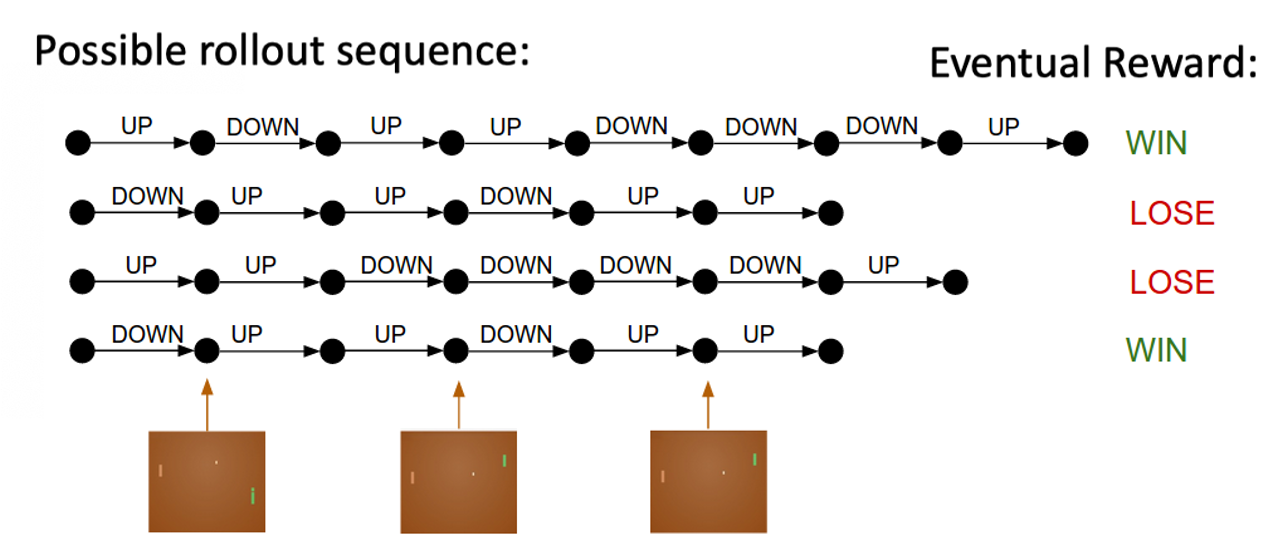 Possible rollout sequence:
Eventual Reward:
UP DOWN UP UP DOWN DOWN DOWN UP WIN
DOWN UP UP DOWN UP UP LOSE
UP UP DOWN DOWN DOWN DOWN UP LOSE
DOWN UP UP DOWN UP UP WIN